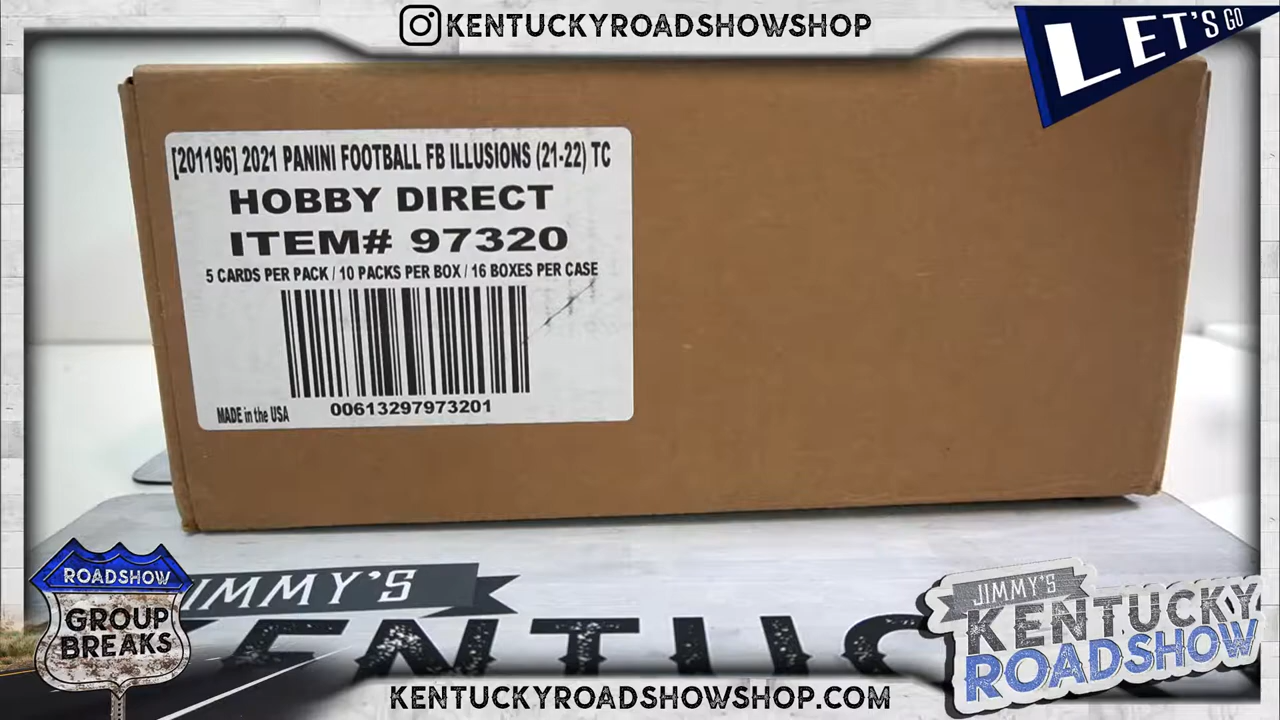 KENTUCKYROADSHOWSHOP
LET'S GO
[201196] 2021 PANINI FOOTBALL FB ILLUSIONS (21-22) TC
HOBBY DIRECT
ITEM# 97320
5 CARDS PER PACK / 10 PACKS PER BOX / 16 BOXES PER CASE
MADE in the USA
00613297973201
ROADSHOW
GROUP
BREAKS
JIMMY'S
KENTUC
JIMMY'S
KENTUCKY
ROADSHOW
KENTUCKYROADSHOWSHOP.COM